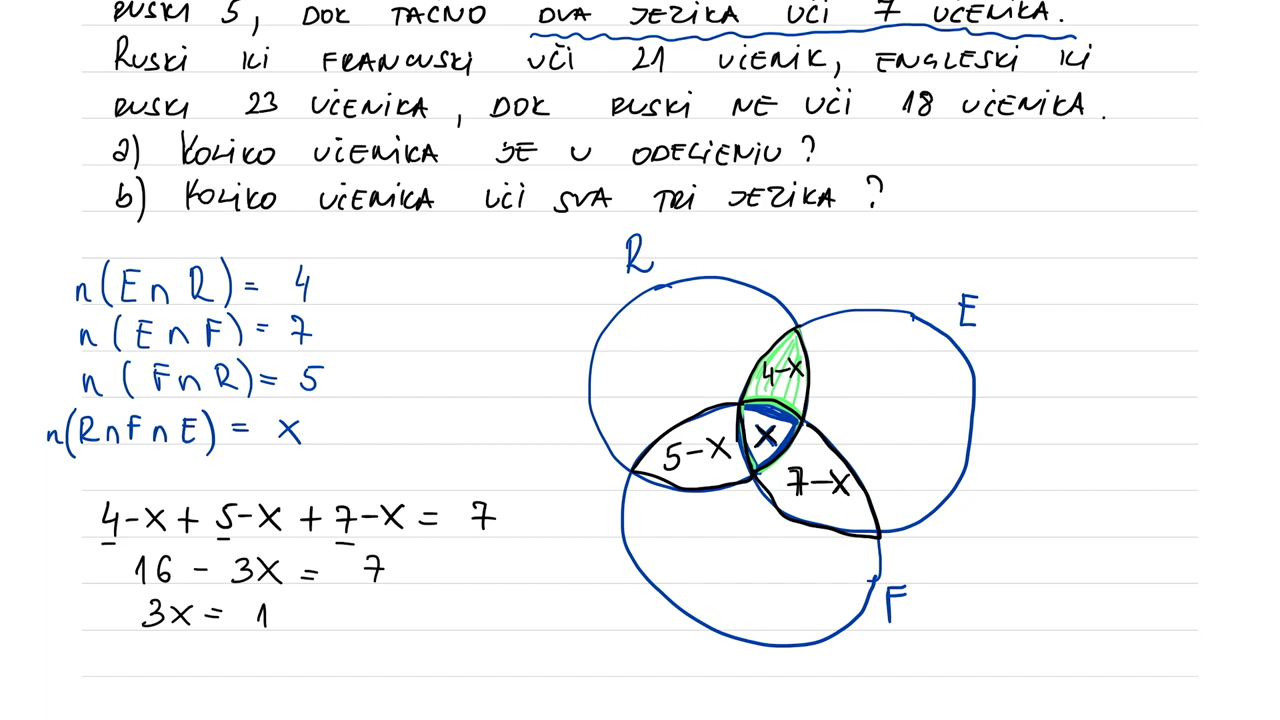 RUSKI 5, DOK TAČNO DVA JEZIKA UČI 7 UČENIKA.
RUSKI ILI FRANCUSKI UČI 21 UČENIK, ENGLESKI ILI
RUSKI 23 UČENIKA, DOK RUSKI NE UČI 18 UČENIKA.
a) KOLIKO UČENIKA JE U ODELJENJU?
b) KOLIKO UČENIKA UČI SVA TRI JEZIKA?
R
E
n(E∩R) = 4
n(E∩F) = 7
n(F∩R) = 5
n(R∩F∩E) = x
4-x
5-x
x
7-x
F
4-x + 5-x + 7-x = 7
16 - 3x = 7
3x = 1